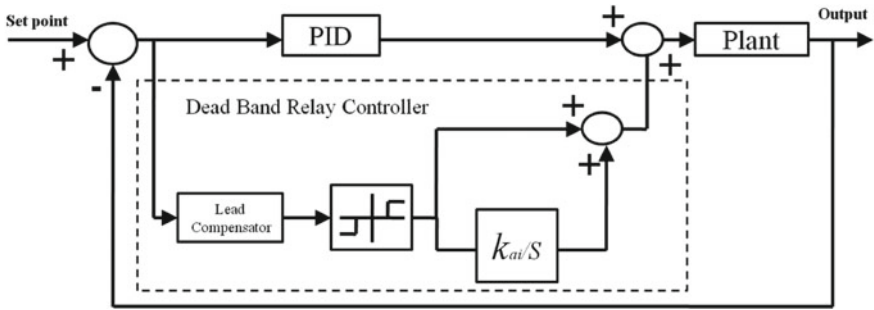 Set point
+
-
PID
+
+
Plant
Output
Dead Band Relay Controller
+
+
Lead
Compensator
kai/S